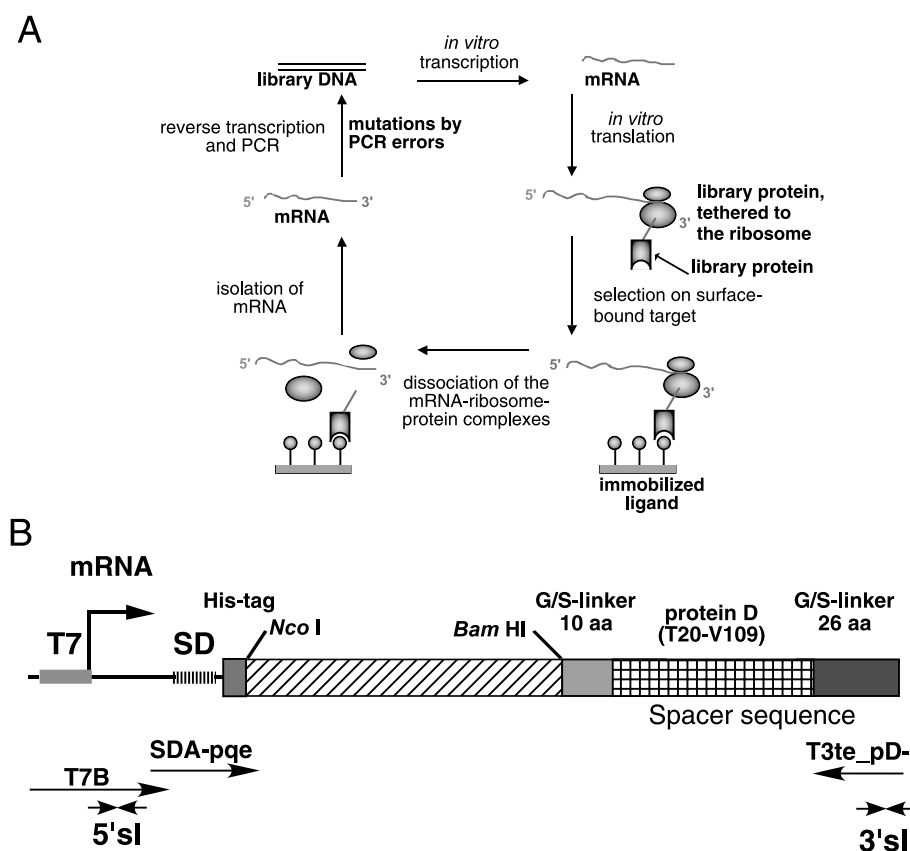 A
library DNA
in vitro
transcription
mRNA
reverse transcription
and PCR
mutations by
PCR errors
in vitro
translation
5'
3'
mRNA
5'
3'
library protein,
tethered to
the ribosome
library protein
isolation of
mRNA
selection on surface-
bound target
5'
3'
dissociation of the
mRNA-ribosome-
protein complexes
5'
3'
immobilized
ligand
B
mRNA
T7
SD
His-tag
Nco I
Bam HI
G/S-linker
10 aa
protein D
(T20-V109)
G/S-linker
26 aa
Spacer sequence
SDA-pqe
T3te_pD-
T7B
5'sl
3'sl